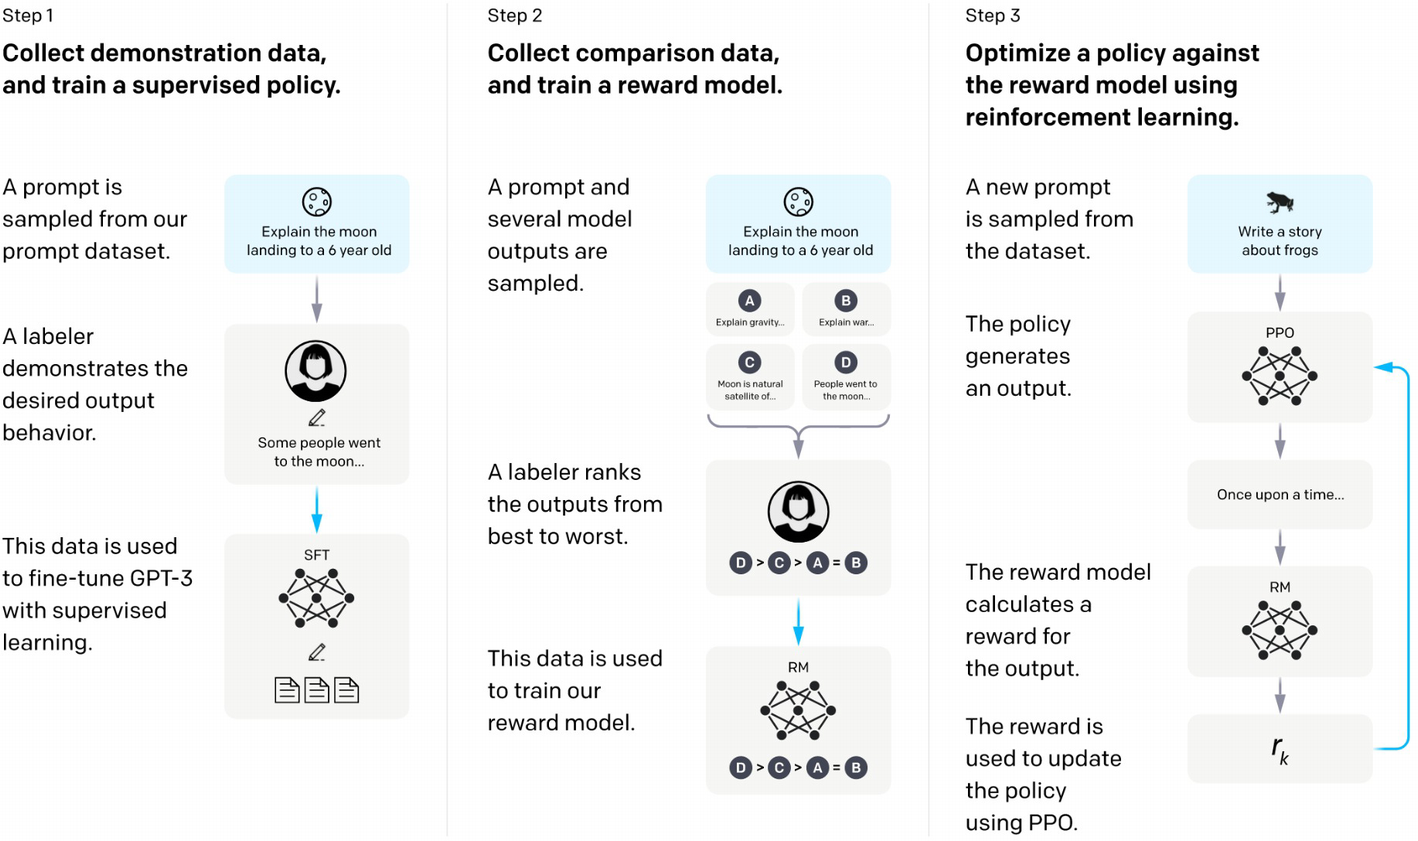 Step 1
Collect demonstration data,
and train a supervised policy.
A prompt is
sampled from our
prompt dataset.
Explain the moon
landing to a 6 year old
A labeler
demonstrates the
desired output
behavior.
Some people went
to the moon...
This data is used
to fine-tune GPT-3
with supervised
learning.
SFT
Step 2
Collect comparison data,
and train a reward model.
A prompt and
several model
outputs are
sampled.
Explain the moon
landing to a 6 year old
A
Explain gravity...
B
Explain war...
C
Moon is natural
satellite of...
D
People went to
the moon...
A labeler ranks
the outputs from
best to worst.
D > C > A = B
This data is used
to train our
reward model.
RM
D > C > A = B
Step 3
Optimize a policy against
the reward model using
reinforcement learning.
A new prompt
is sampled from
the dataset.
Write a story
about frogs
The policy
generates
an output.
PPO
Once upon a time...
The reward model
calculates a
reward for
the output.
RM
The reward is
used to update
the policy
using PPO.
r_k